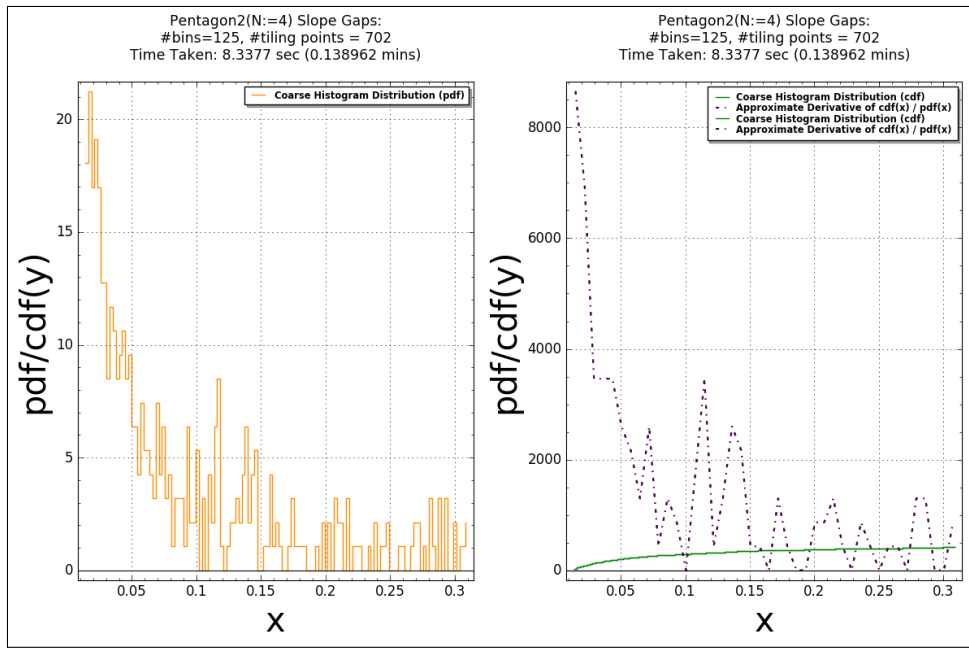 Pentagon2(N:=4) Slope Gaps:
#bins=125, #tiling points = 702
Time Taken: 8.3377 sec (0.138962 mins)
Coarse Histogram Distribution (pdf)
20
15
10
5
0
pdf/cdf(y)
0.05 0.1 0.15 0.2 0.25 0.3
x
Pentagon2(N:=4) Slope Gaps:
#bins=125, #tiling points = 702
Time Taken: 8.3377 sec (0.138962 mins)
Coarse Histogram Distribution (cdf)
Approximate Derivative of cdf(x) / pdf(x)
Coarse Histogram Distribution (cdf)
Approximate Derivative of cdf(x) / pdf(x)
8000
6000
4000
2000
0
pdf/cdf(y)
0.05 0.1 0.15 0.2 0.25 0.3
x